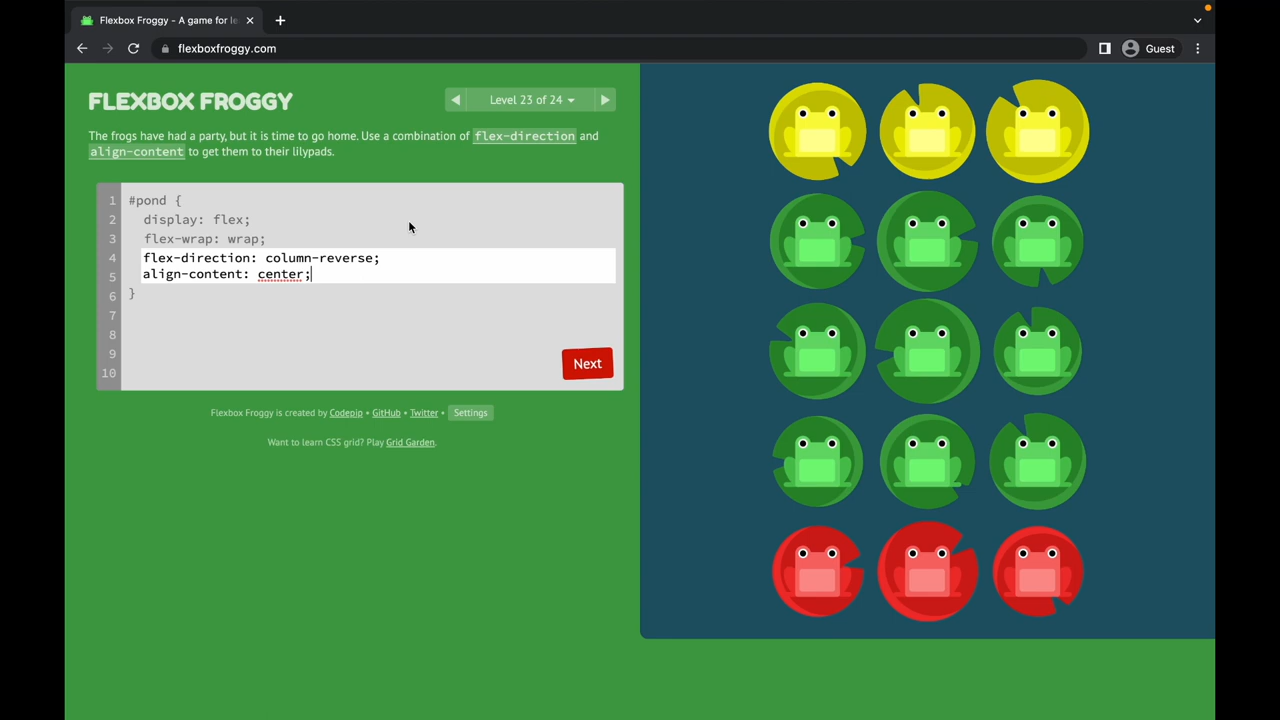 Flexbox Froggy - A game for le
flexboxfroggy.com
Guest
FLEXBOX FROGGY
Level 23 of 24
The frogs have had a party, but it is time to go home. Use a combination of flex-direction and
align-content to get them to their lilypads.
1 #pond {
2 display: flex;
3 flex-wrap: wrap;
4 flex-direction: column-reverse;
5 align-content: center;
6 }
7
8
9
10
Next
Flexbox Froggy is created by Codepip • GitHub • Twitter • Settings
Want to learn CSS grid? Play Grid Garden.